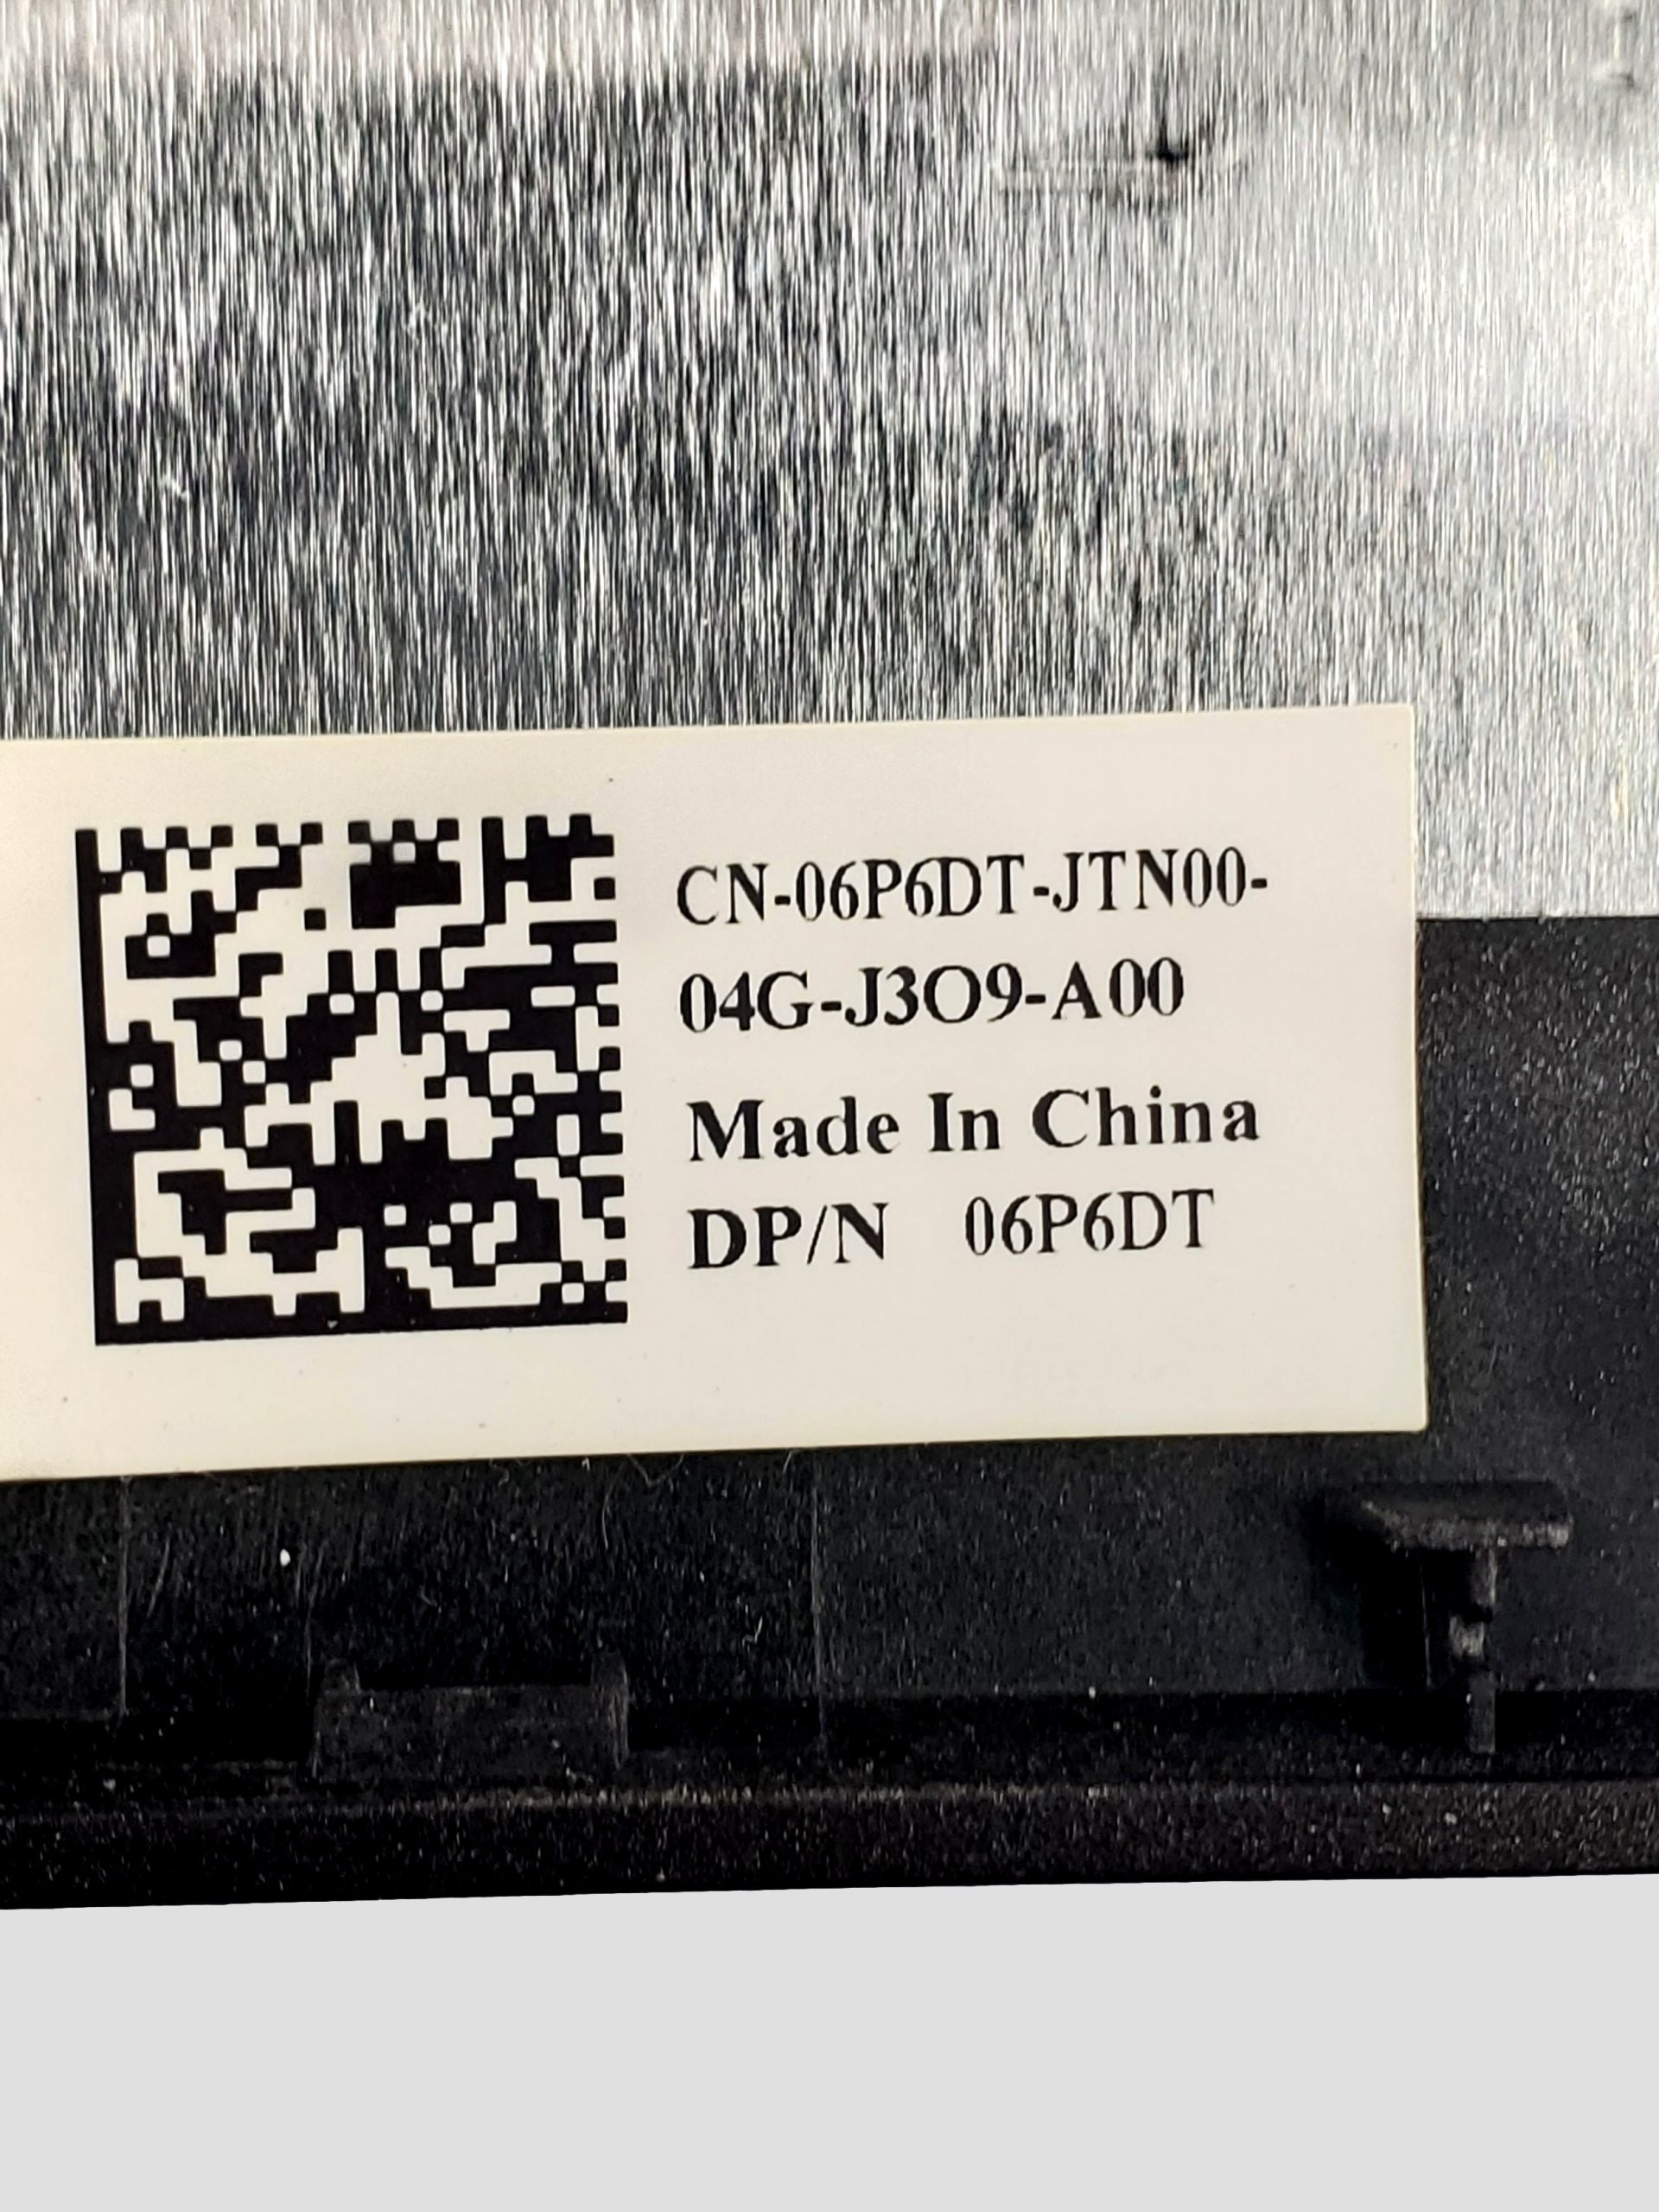 CN-06P6DT-JTN00-
04G-J3O9-A00
Made In China
DP/N 06P6DT